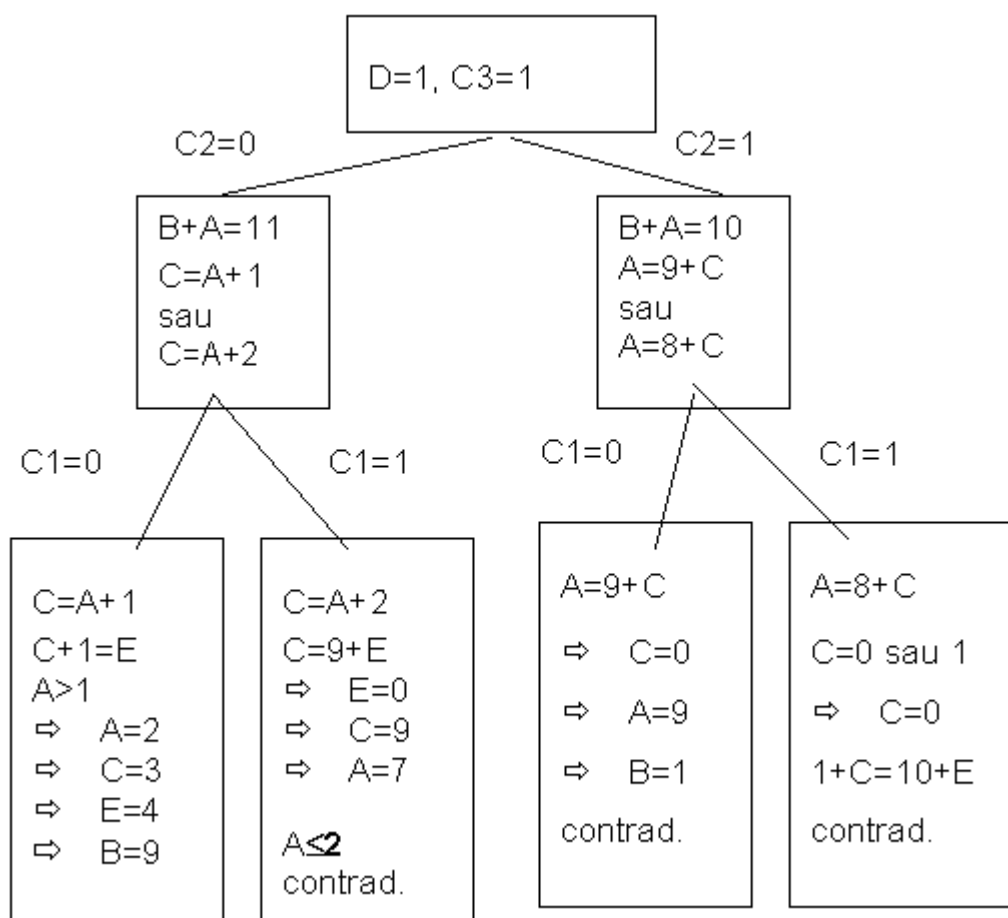 D=1, C3=1
C2=0
C2=1
B+A=11
C=A+1
sau
C=A+2
B+A=10
A=9+C
sau
A=8+C
C1=0
C1=1
C1=0
C1=1
C=A+1
C+1=E
A>1
⇨ A=2
⇨ C=3
⇨ E=4
⇨ B=9
C=A+2
C=9+E
⇨ E=0
⇨ C=9
⇨ A=7
A≤2
contrad.
A=9+C
⇨ C=0
⇨ A=9
⇨ B=1
contrad.
A=8+C
C=0 sau 1
⇨ C=0
1+C=10+E
contrad.